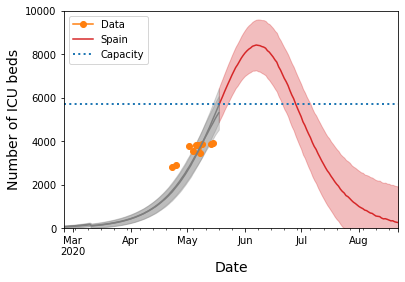 10000
8000
6000
4000
2000
0
Number of ICU beds
Data
Spain
Capacity
Mar Apr May Jun Jul Aug
2020
Date